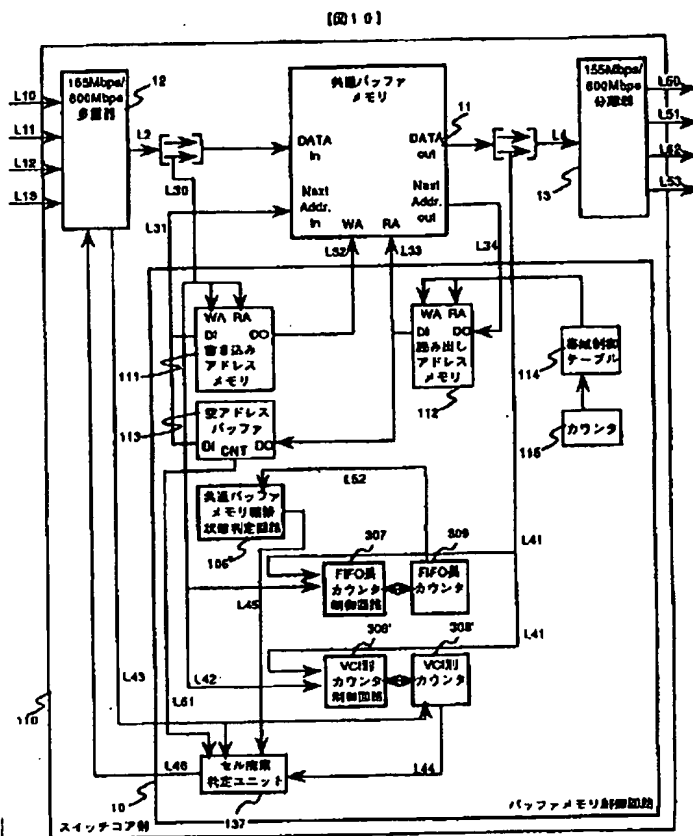 【図10】
155Mbps/
600Mbps
多重器
12
共通バッファ
メモリ
155Mbps/
600Mbps
分離器
L10
L11
L12
L13
L2
L30
11
DATA
in
DATA
out
Next
Addr.
in
Next
Addr.
out
WA RA
L50
L51
L52
L53
13
L31
L32
L33
L34
WA RA
DI DO
書き込み
アドレス
メモリ
111
WA RA
DI DO
読み出し
アドレス
メモリ
112
帯域制御
テーブル
114
カウンタ
115
空アドレス
バッファ
DI CNT DO
113
共通バッファ
メモリ輻輳
状態判定回路
106'
L52
307
309
L41
FIFO長
カウンタ
制御回路
FIFO長
カウンタ
L45
306'
308'
L41
VCI別
カウンタ
制御回路
VCI別
カウンタ
L43
L42
L61
110
L46
セル廃棄
判定ユニット
L44
10
137
スイッチコア部
バッファメモリ制御回路